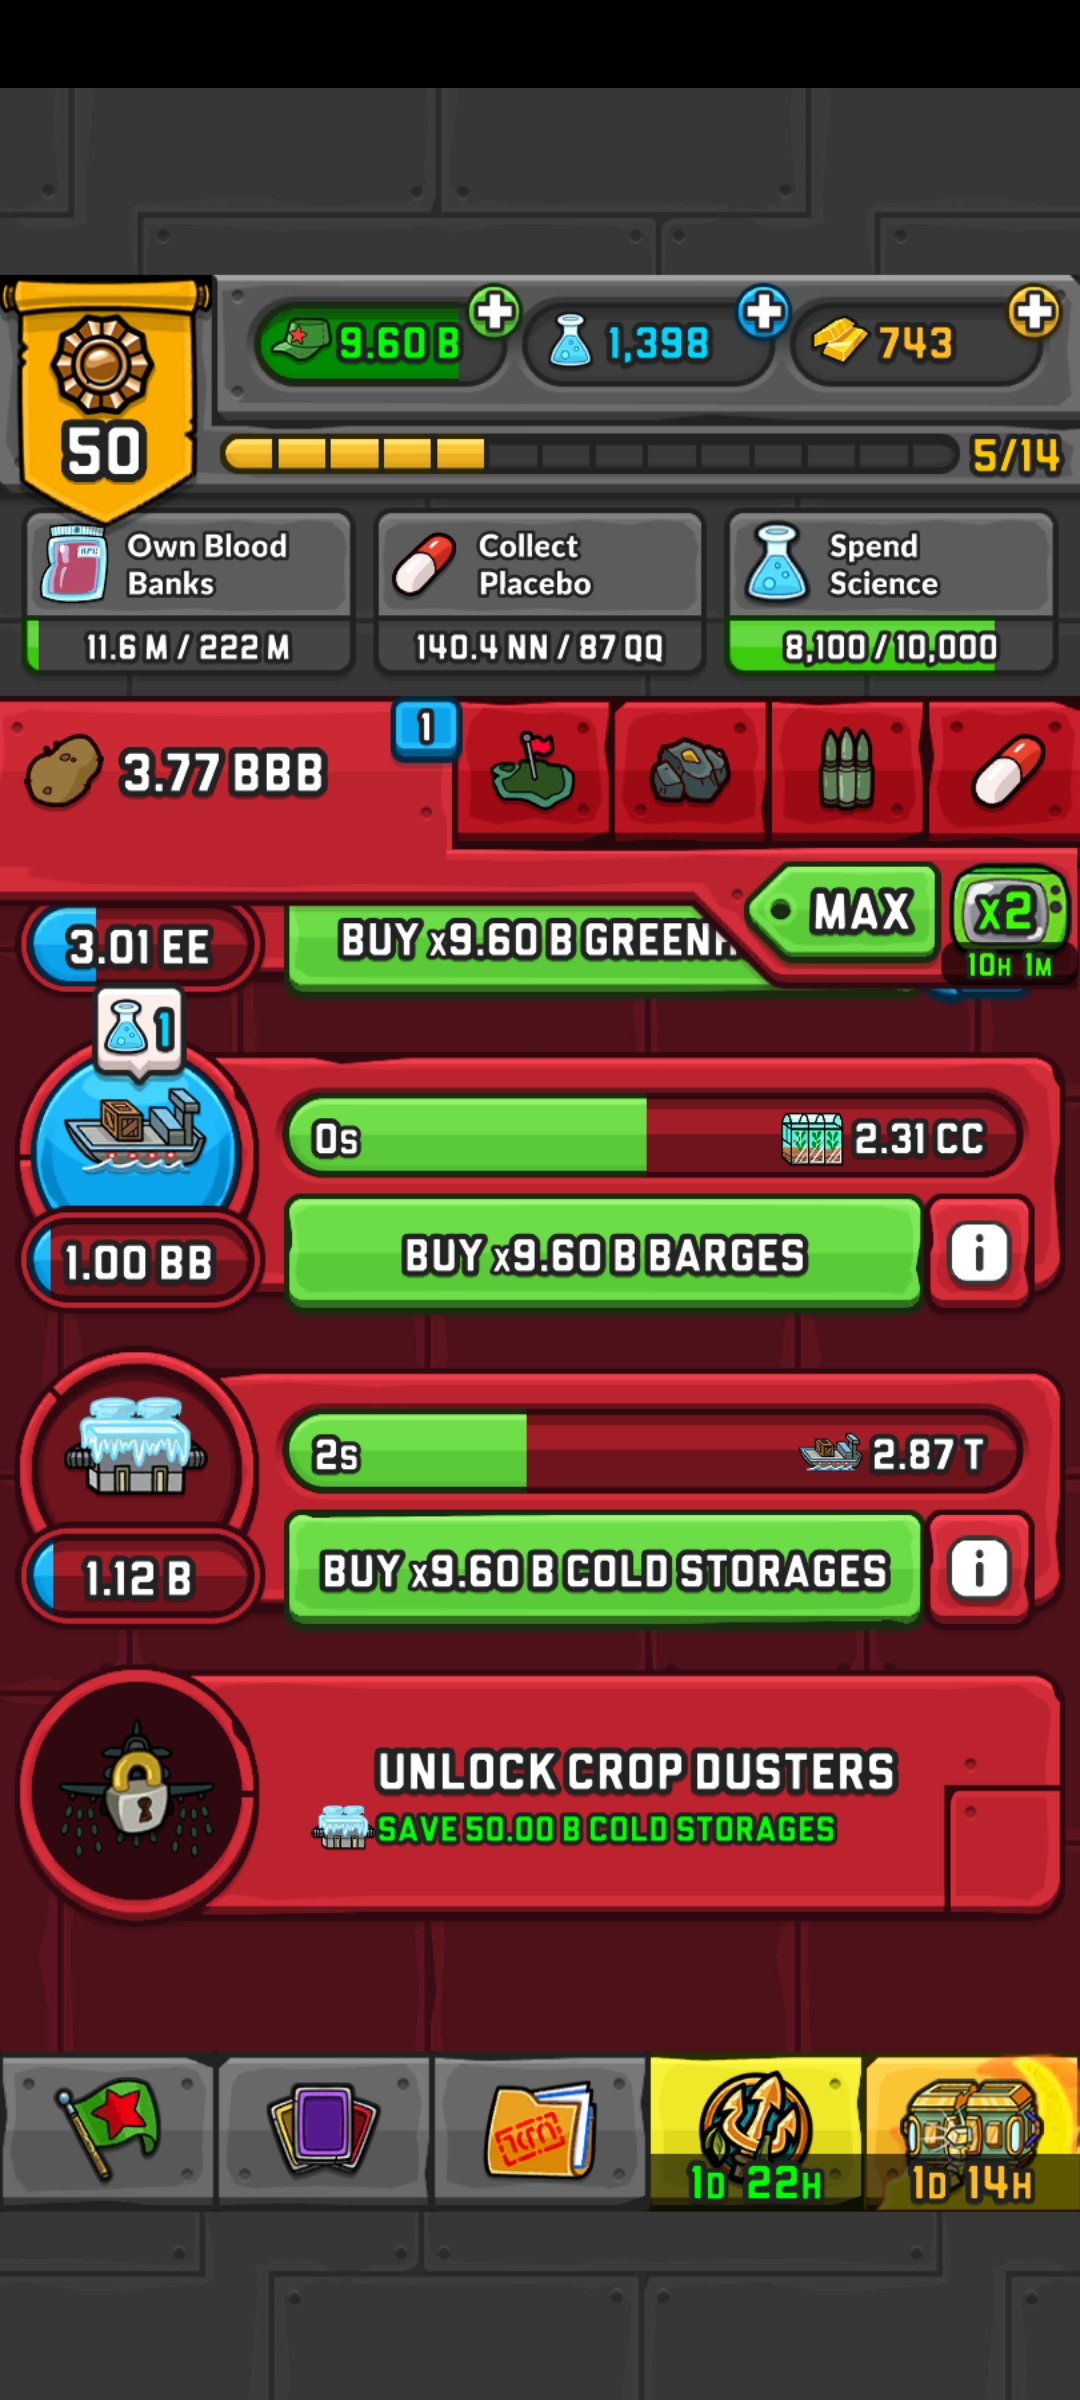 9.60 B
1,398
743
50
5/14
Own Blood
Banks
11.6 M / 222 M
Collect
Placebo
140.4 NN / 87 QQ
Spend
Science
8,100 / 10,000
3.77 BBB
1
MAX
x2
10H 1M
3.01 EE
BUY x9.60 B GREENH
1
0s
2.31 CC
1.00 BB
BUY x9.60 B BARGES
i
2s
2.87 T
1.12 B
BUY x9.60 B COLD STORAGES
i
UNLOCK CROP DUSTERS
SAVE 50.00 B COLD STORAGES
1D 22H
1D 14H